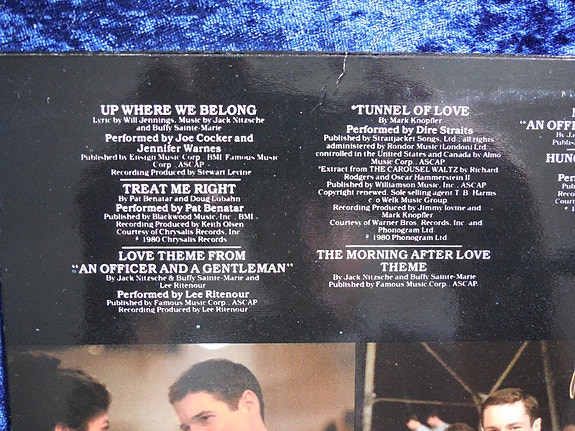 UP WHERE WE BELONG
Lyric by Will Jennings, Music by Jack Nitzsche
and Buffy Sainte-Marie
Performed by Joe Cocker and
Jennifer Warnes
Published by Ensign Music Corp., BMI Famous Music
Corp., ASCAP
Recording Produced by Stewart Levine
TREAT ME RIGHT
By Pat Benatar and Doug Lubahn
Performed by Pat Benatar
Published by Blackwood Music, Inc., BMI
Recording Produced by Keith Olsen
Courtesy of Chrysalis Records, Inc
℗ 1980 Chrysalis Records
LOVE THEME FROM
"AN OFFICER AND A GENTLEMAN"
By Jack Nitzsche & Buffy Sainte-Marie and
Lee Ritenour
Performed by Lee Ritenour
Published by Famous Music Corp., ASCAP
Recording Produced by Lee Ritenour
*TUNNEL OF LOVE
By Mark Knopfler
Performed by Dire Straits
Published by Straitjacket Songs, Ltd., all rights
administered by Rondor Music (London) Ltd.,
controlled in the United States and Canada by Almo
Music Corp., ASCAP
*Extract from THE CAROUSEL WALTZ by Richard
Rodgers and Oscar Hammerstein II
Published by Williamson Music, Inc., ASCAP
Copyright renewed, Sole selling agent T. B. Harms
c/o Welk Music Group
Recording Produced by Jimmy Iovine and
Mark Knopfler
Courtesy of Warner Bros. Records, Inc. and
Phonogram Ltd
℗ 1980 Phonogram Ltd
THE MORNING AFTER LOVE
THEME
By Jack Nitzsche and Buffy Sainte-Marie
Published by Famous Music Corp., ASCAP.
"AN OFFI
By Ja
HUNG
P